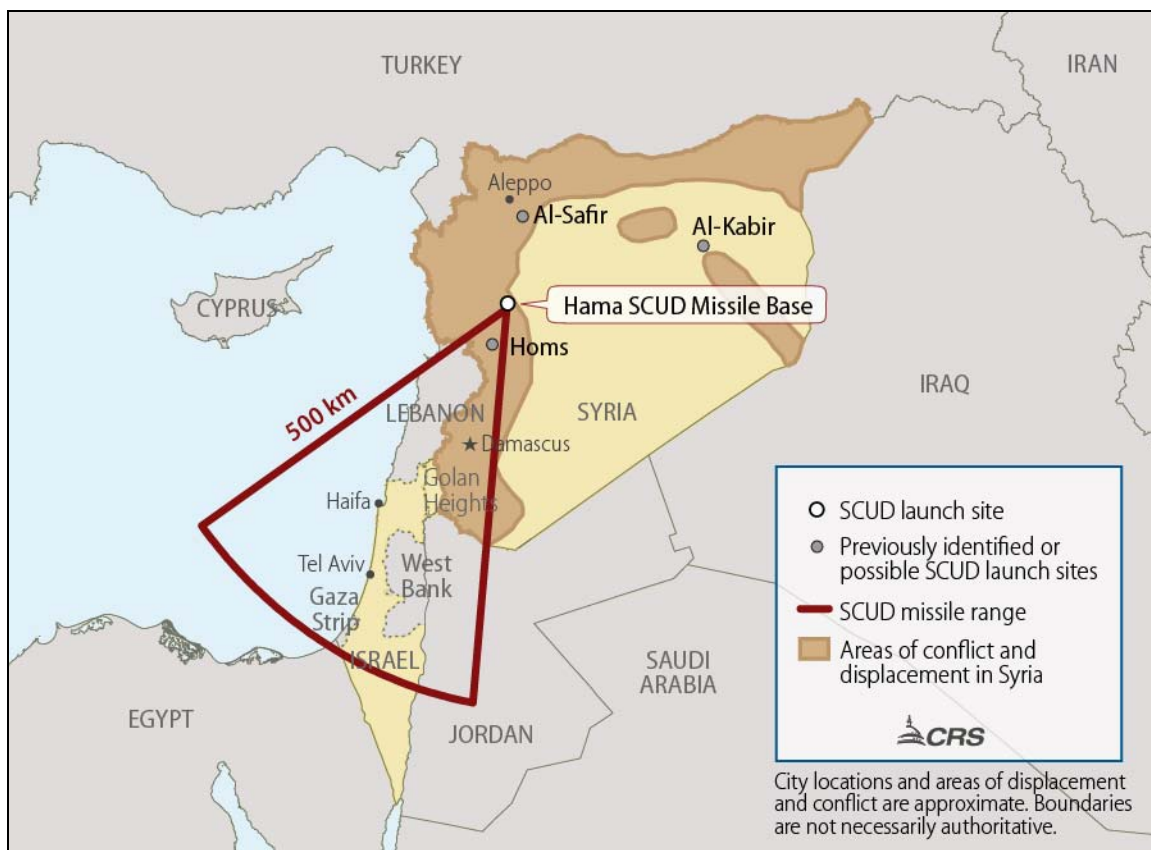 TURKEY
IRAN
Aleppo
Al-Safir
Al-Kabir
CYPRUS
Hama SCUD Missile Base
Homs
IRAQ
500 km
LEBANON
SYRIA
Damascus
Golan
Heights
Haifa
Tel Aviv
West
Bank
Gaza
Strip
ISRAEL
SAUDI
ARABIA
EGYPT
JORDAN
SCUD launch site
Previously identified or
possible SCUD launch sites
SCUD missile range
Areas of conflict and
displacement in Syria
CRS
City locations and areas of displacement
and conflict are approximate. Boundaries
are not necessarily authoritative.